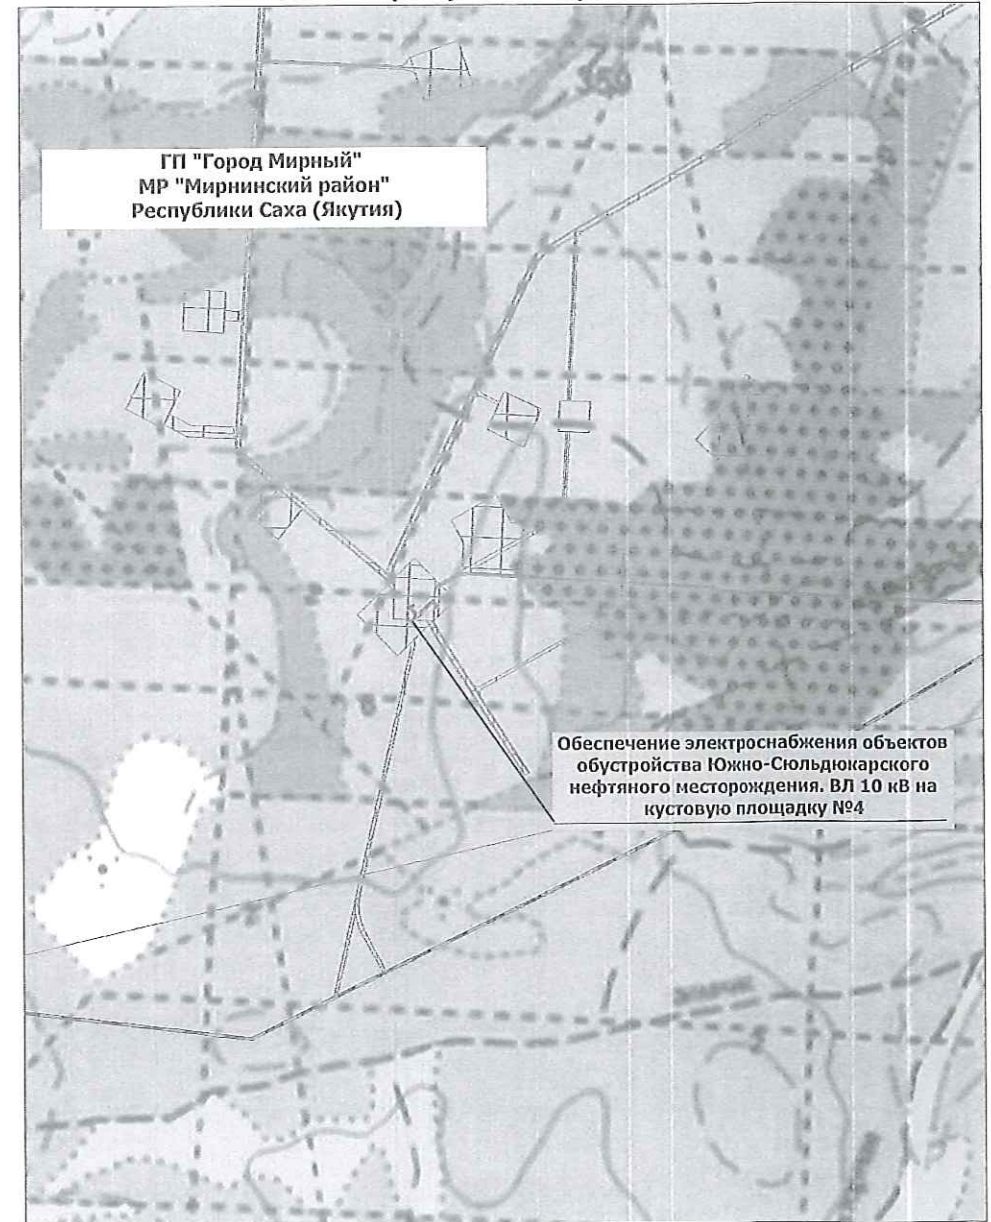 ГП "Город Мирный"
МР "Мирнинский район"
Республики Саха (Якутия)
Обеспечение электроснабжения объектов
обустройства Южно-Сюльдюкарского
нефтяного месторождения. ВЛ 10 кВ на
кустовую площадку №4